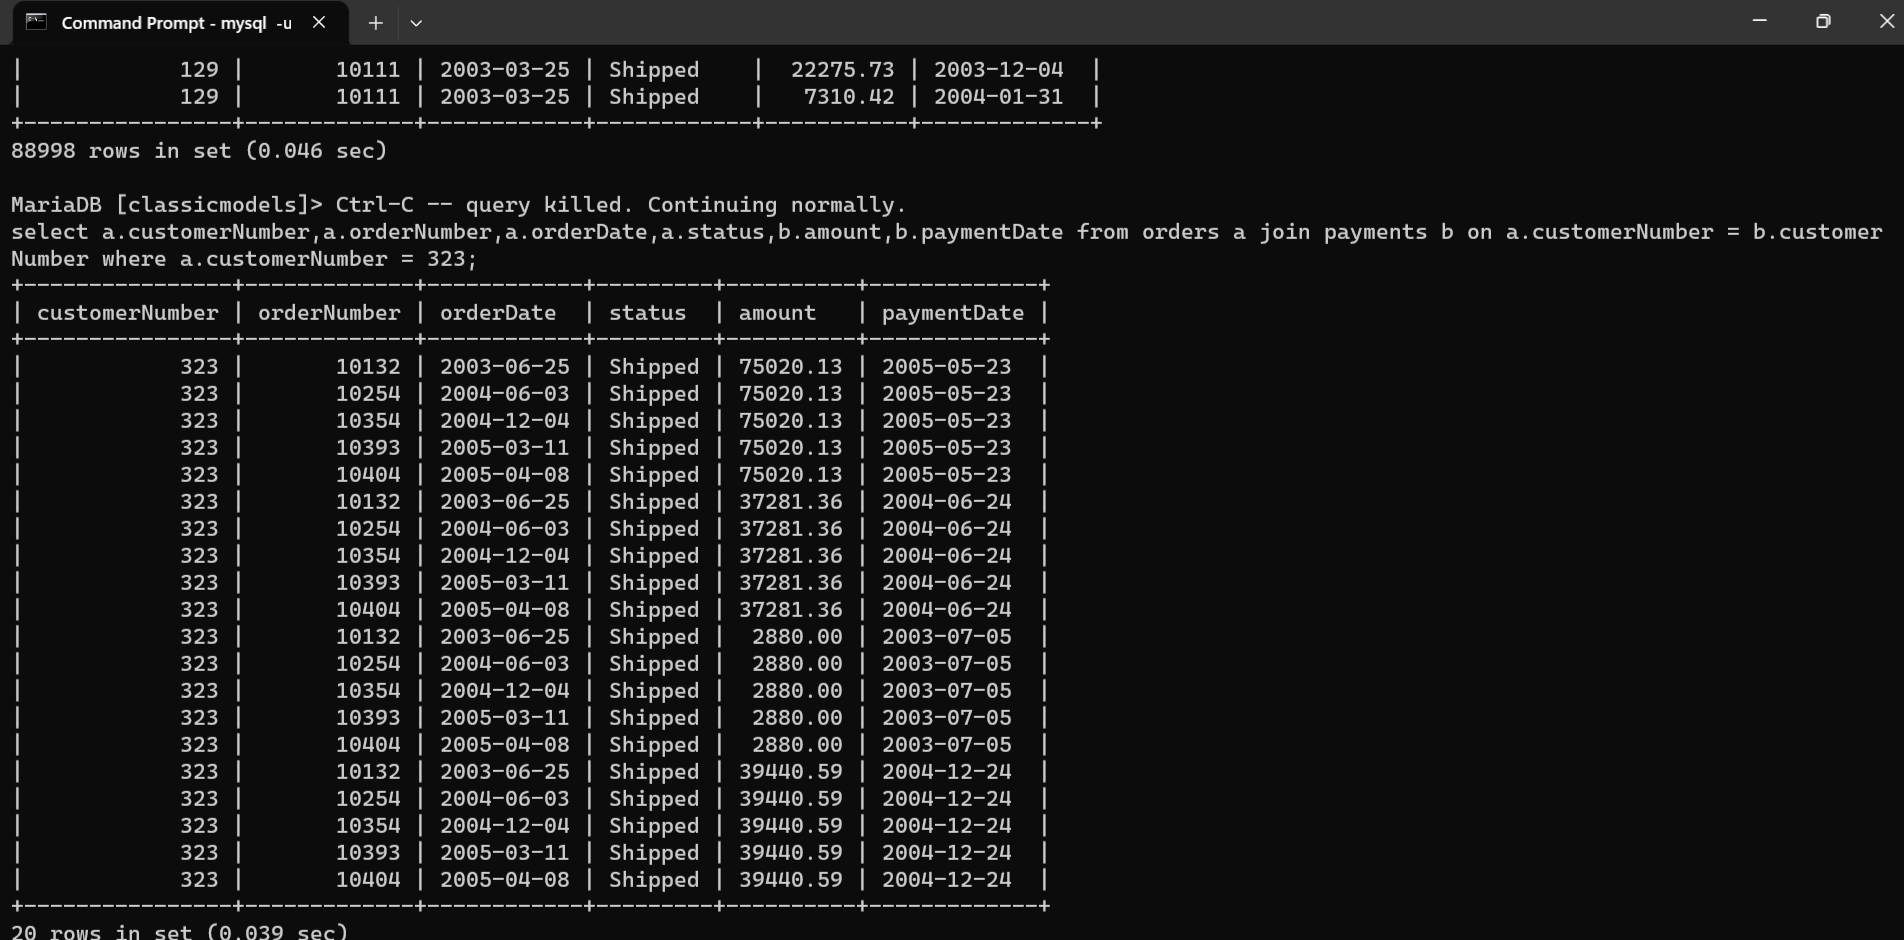 Command Prompt - mysql  -u
|             129 |       10111 | 2003-03-25 | Shipped    |  22275.73 | 2003-12-04  |
|             129 |       10111 | 2003-03-25 | Shipped    |   7310.42 | 2004-01-31  |
+-----------------+-------------+------------+------------+-----------+-------------+
88998 rows in set (0.046 sec)
MariaDB [classicmodels]> Ctrl-C -- query killed. Continuing normally.
select a.customerNumber,a.orderNumber,a.orderDate,a.status,b.amount,b.paymentDate from orders a join payments b on a.customerNumber = b.customer
Number where a.customerNumber = 323;
+----------------+-------------+------------+---------+----------+-------------+
| customerNumber | orderNumber | orderDate  | status  | amount   | paymentDate |
+----------------+-------------+------------+---------+----------+-------------+
|            323 |       10132 | 2003-06-25 | Shipped | 75020.13 | 2005-05-23  |
|            323 |       10254 | 2004-06-03 | Shipped | 75020.13 | 2005-05-23  |
|            323 |       10354 | 2004-12-04 | Shipped | 75020.13 | 2005-05-23  |
|            323 |       10393 | 2005-03-11 | Shipped | 75020.13 | 2005-05-23  |
|            323 |       10404 | 2005-04-08 | Shipped | 75020.13 | 2005-05-23  |
|            323 |       10132 | 2003-06-25 | Shipped | 37281.36 | 2004-06-24  |
|            323 |       10254 | 2004-06-03 | Shipped | 37281.36 | 2004-06-24  |
|            323 |       10354 | 2004-12-04 | Shipped | 37281.36 | 2004-06-24  |
|            323 |       10393 | 2005-03-11 | Shipped | 37281.36 | 2004-06-24  |
|            323 |       10404 | 2005-04-08 | Shipped | 37281.36 | 2004-06-24  |
|            323 |       10132 | 2003-06-25 | Shipped |  2880.00 | 2003-07-05  |
|            323 |       10254 | 2004-06-03 | Shipped |  2880.00 | 2003-07-05  |
|            323 |       10354 | 2004-12-04 | Shipped |  2880.00 | 2003-07-05  |
|            323 |       10393 | 2005-03-11 | Shipped |  2880.00 | 2003-07-05  |
|            323 |       10404 | 2005-04-08 | Shipped |  2880.00 | 2003-07-05  |
|            323 |       10132 | 2003-06-25 | Shipped | 39440.59 | 2004-12-24  |
|            323 |       10254 | 2004-06-03 | Shipped | 39440.59 | 2004-12-24  |
|            323 |       10354 | 2004-12-04 | Shipped | 39440.59 | 2004-12-24  |
|            323 |       10393 | 2005-03-11 | Shipped | 39440.59 | 2004-12-24  |
|            323 |       10404 | 2005-04-08 | Shipped | 39440.59 | 2004-12-24  |
+----------------+-------------+------------+---------+----------+-------------+
20 rows in set (0.039 sec)